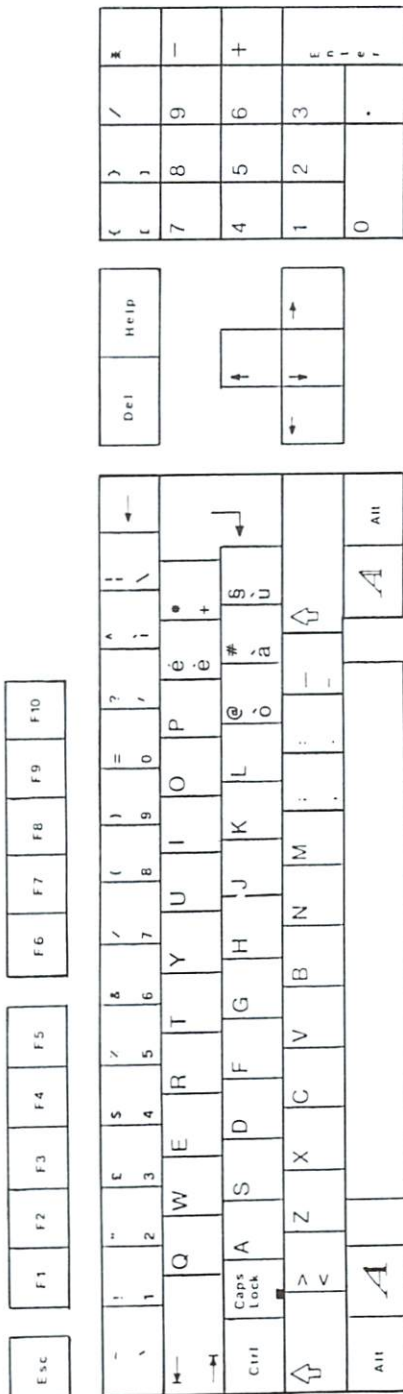 Esc F1 F2 F3 F4 F5 F6 F7 F8 F9 F10
~ ! " £ $ % & / ( ) = ? ^ ¦ ←
` 1 2 3 4 5 6 7 8 9 0 ' ì \
Q W E R T Y U I O P é *
è +
Ctrl Caps Lock A S D F G H J K L @ # §
ò à ù
> Z X C V B N M ; : _
< , . -
Alt A A Alt
Del Help
↑
← ↓ →
{ } / *
[ ]
7 8 9 -
4 5 6 +
1 2 3 Enter
0 .